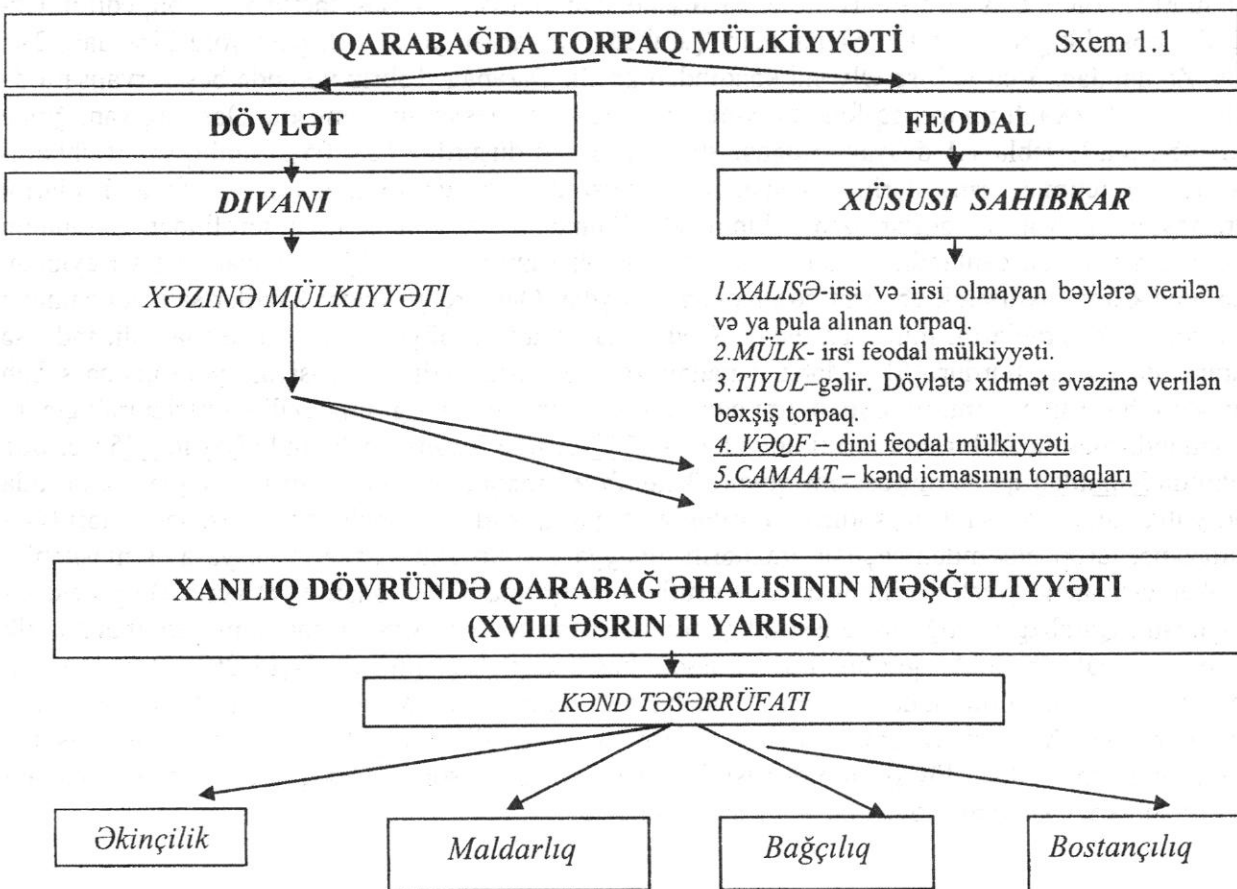 QARABAĞDA TORPAQ MÜLKİYYƏTİ Sxem 1.1
DÖVLƏT
FEODAL
DIVANI
XÜSUSI SAHIBKAR
XƏZINƏ MÜLKIYYƏTI
1.XALISƏ-irsi və irsi olmayan bəylərə verilən
və ya pula alınan torpaq.
2.MÜLK- irsi feodal mülkiyyəti.
3.TIYUL–gəlir. Dövlətə xidmət əvəzinə verilən
bəxşiş torpaq.
4. VƏQF – dini feodal mülkiyyəti
5.CAMAAT – kənd icmasının torpaqları
XANLIQ DÖVRÜNDƏ QARABAĞ ƏHALISININ MƏŞĞULIYYƏTI
(XVIII ƏSRIN II YARISI)
KƏND TƏSƏRRÜFATI
Əkinçilik
Maldarlıq
Bağçılıq
Bostançılıq